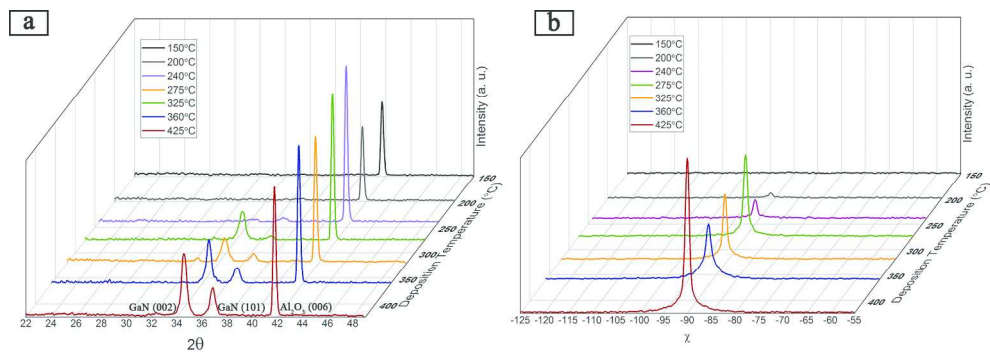 a
150°C
200°C
240°C
275°C
325°C
360°C
425°C
Intensity (a. u.)
150
200
250
300
350
400
Deposition Temperature (°C)
GaN (002)
GaN (101)
Al₂O₃ (006)
22 24 26 28 30 32 34 36 38 40 42 44 46 48
2θ
b
150°C
200°C
240°C
275°C
325°C
360°C
425°C
Intensity (a. u.)
150
200
250
300
350
400
Deposition Temperature (°C)
-125 -120 -115 -110 -105 -100 -95 -90 -85 -80 -75 -70 -65 -60 -55
χ